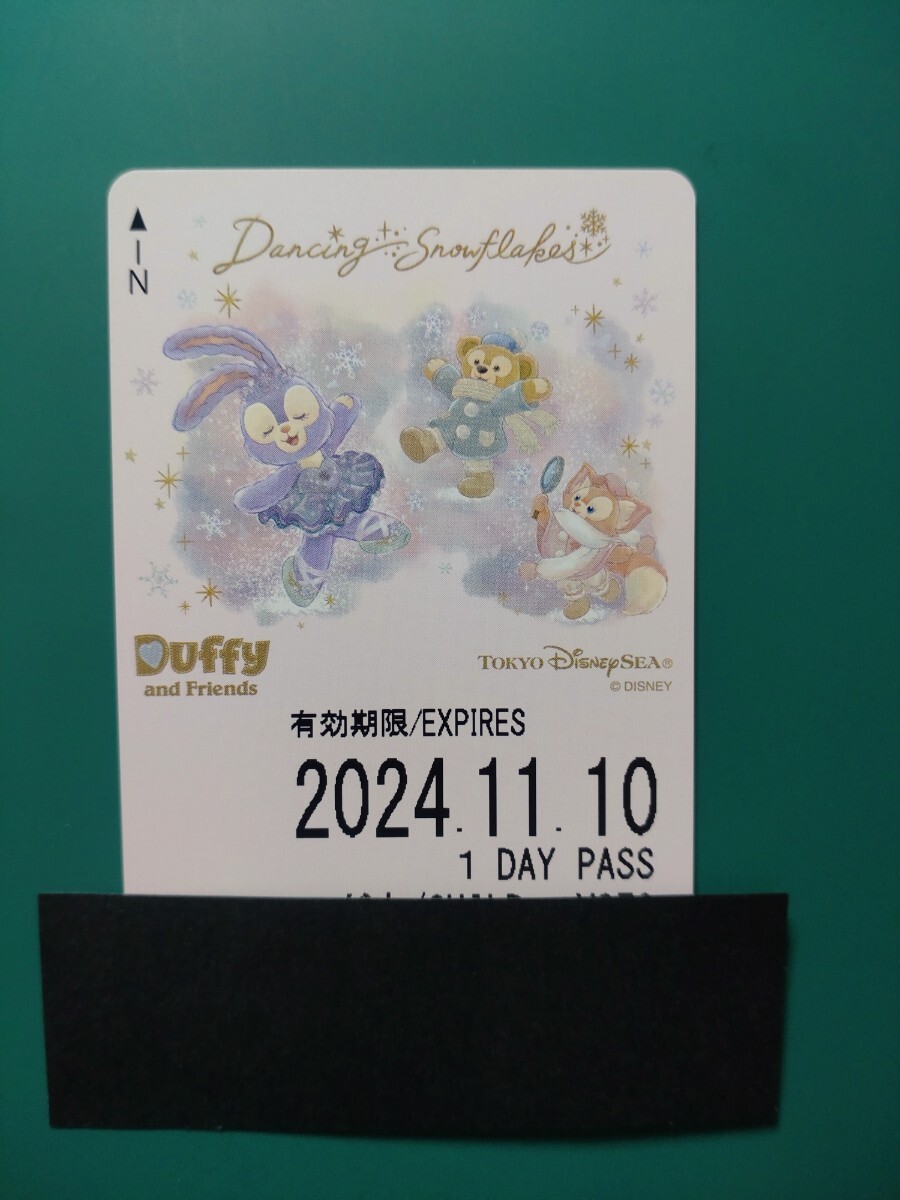 IN
Dancing Snowflakes
Duffy
and Friends
TOKYO DISNEYSEA®
© DISNEY
有効期限/EXPIRES
2024.11.10
1 DAY PASS